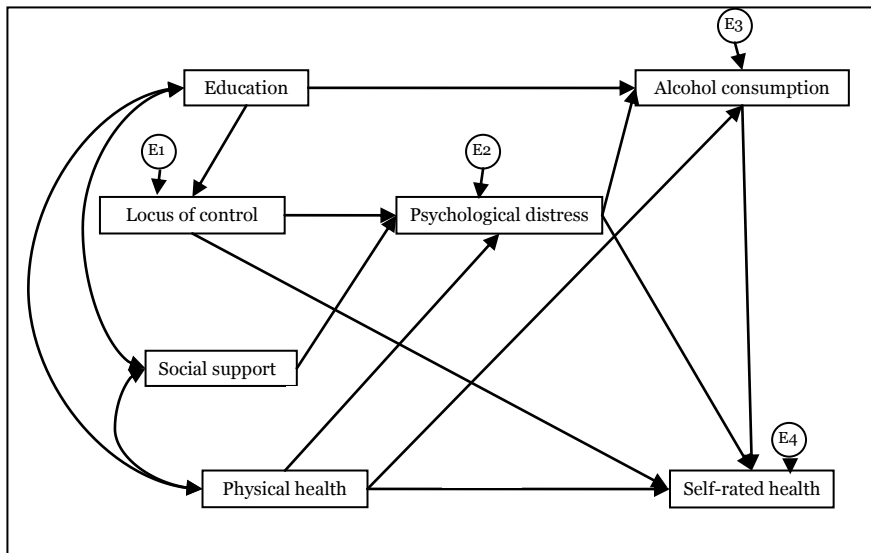 E3
Education
Alcohol consumption
E1
E2
Locus of control
Psychological distress
Social support
E4
Physical health
Self-rated health